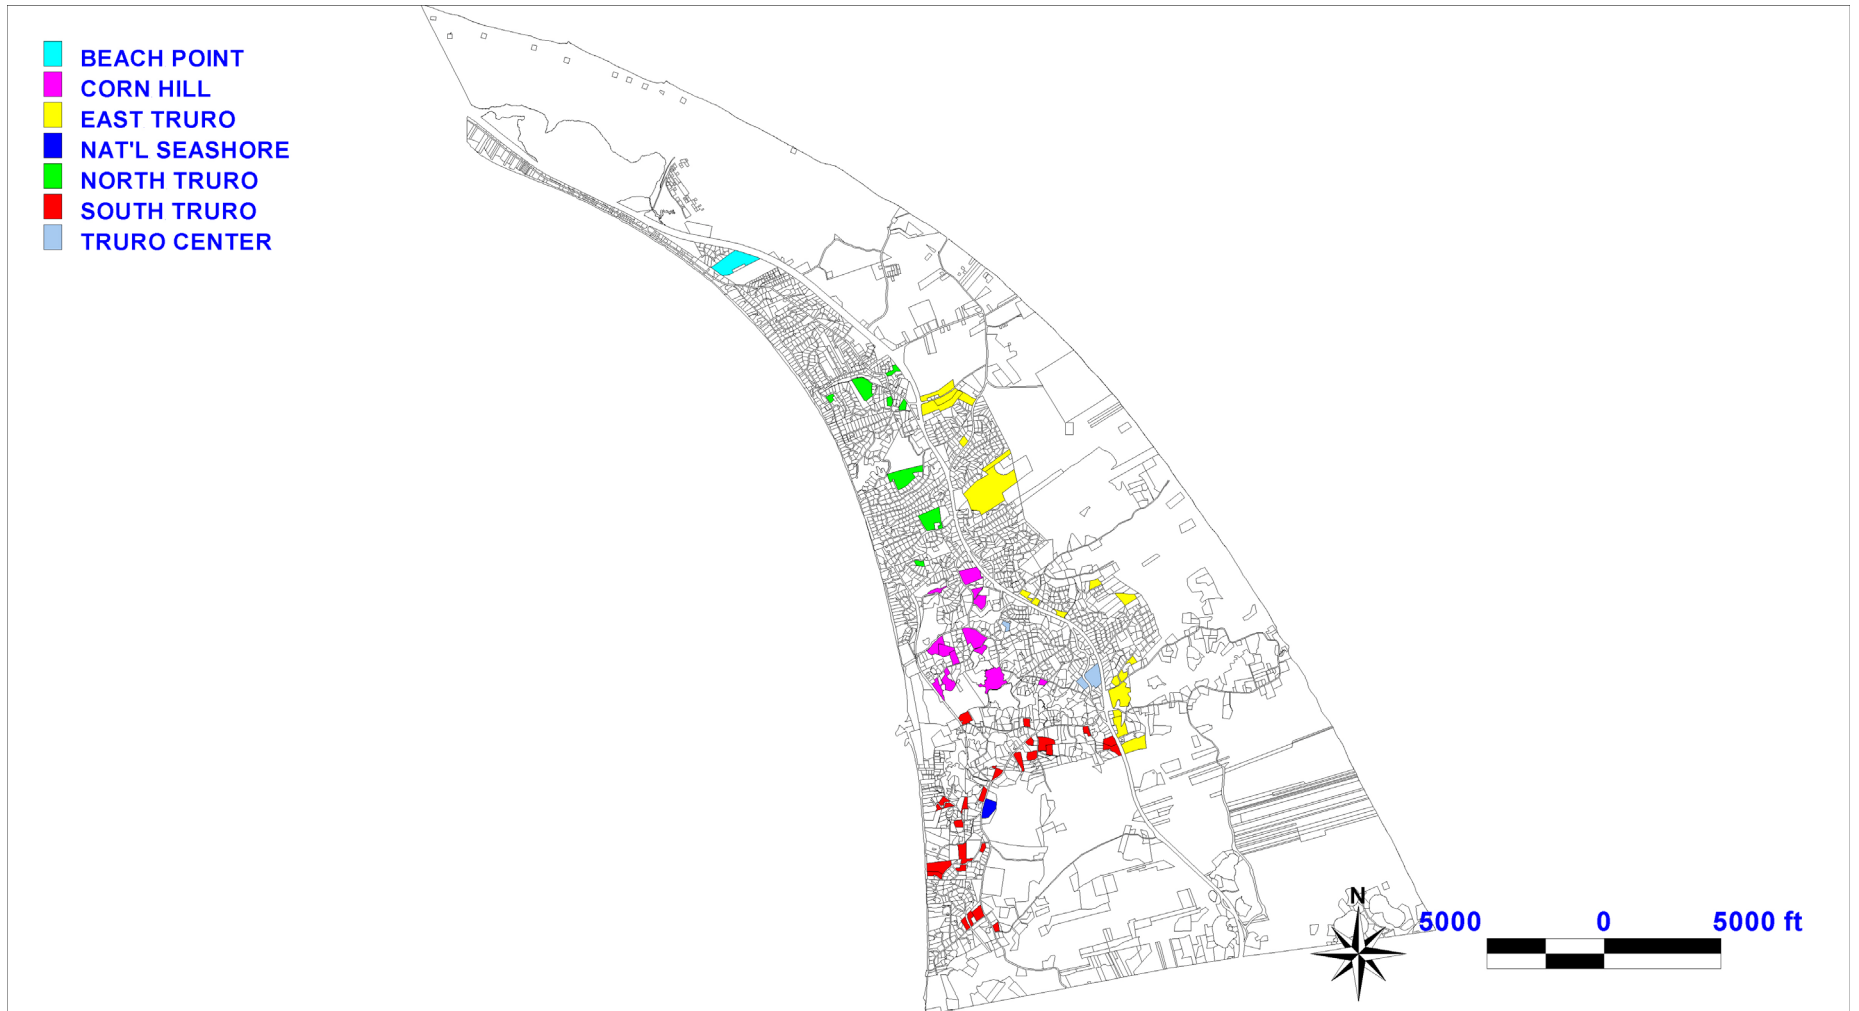 BEACH POINT
CORN HILL
EAST TRURO
NAT'L SEASHORE
NORTH TRURO
SOUTH TRURO
TRURO CENTER
N
5000 0 5000 ft